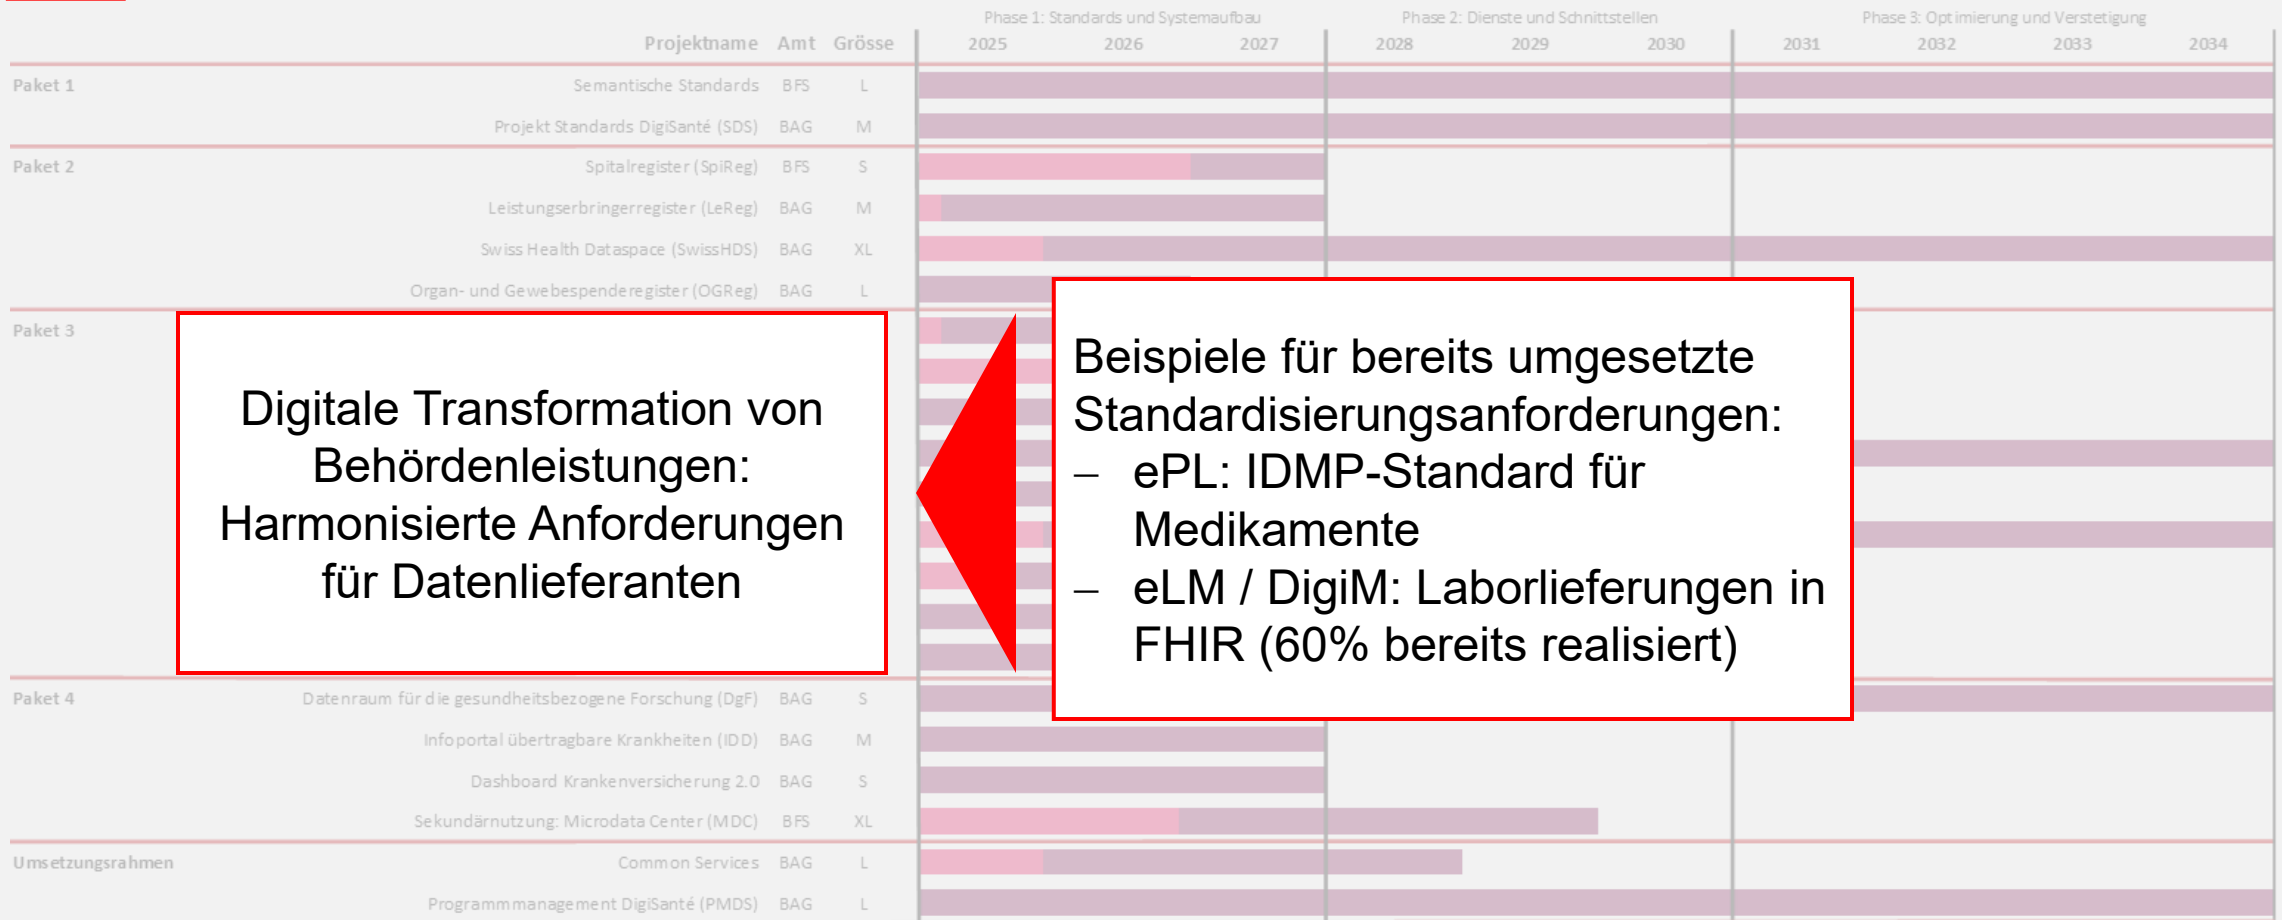 Phase 1: Standards und Systemaufbau Phase 2: Dienste und Schnittstellen Phase 3: Optimierung und Verstetigung
Projektname Amt Grösse 2025 2026 2027 2028 2029 2030 2031 2032 2033 2034
Paket 1 Semantische Standards BFS L
Projekt Standards DigiSanté (SDS) BAG M
Paket 2 Spitalregister (SpiReg) BFS S
Leistungserbringerregister (LeReg) BAG M
Swiss Health Dataspace (SwissHDS) BAG XL
Organ- und Gewebespenderegister (OGReg) BAG L
Paket 3
Digitale Transformation von
Behördenleistungen:
Harmonisierte Anforderungen
für Datenlieferanten
Beispiele für bereits umgesetzte
Standardisierungsanforderungen:
– ePL: IDMP-Standard für
Medikamente
– eLM / DigiM: Laborlieferungen in
FHIR (60% bereits realisiert)
Paket 4 Datenraum für die gesundheitsbezogene Forschung (DgF) BAG S
Infoportal übertragbare Krankheiten (IDD) BAG M
Dashboard Krankenversicherung 2.0 BAG S
Sekundärnutzung: Microdata Center (MDC) BFS XL
Umsetzungsrahmen Common Services BAG L
Programmmanagement DigiSanté (PMDS) BAG L